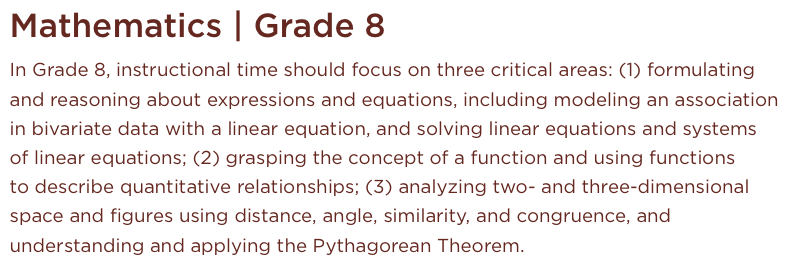 Mathematics | Grade 8
In Grade 8, instructional time should focus on three critical areas: (1) formulating
and reasoning about expressions and equations, including modeling an association
in bivariate data with a linear equation, and solving linear equations and systems
of linear equations; (2) grasping the concept of a function and using functions
to describe quantitative relationships; (3) analyzing two- and three-dimensional
space and figures using distance, angle, similarity, and congruence, and
understanding and applying the Pythagorean Theorem.